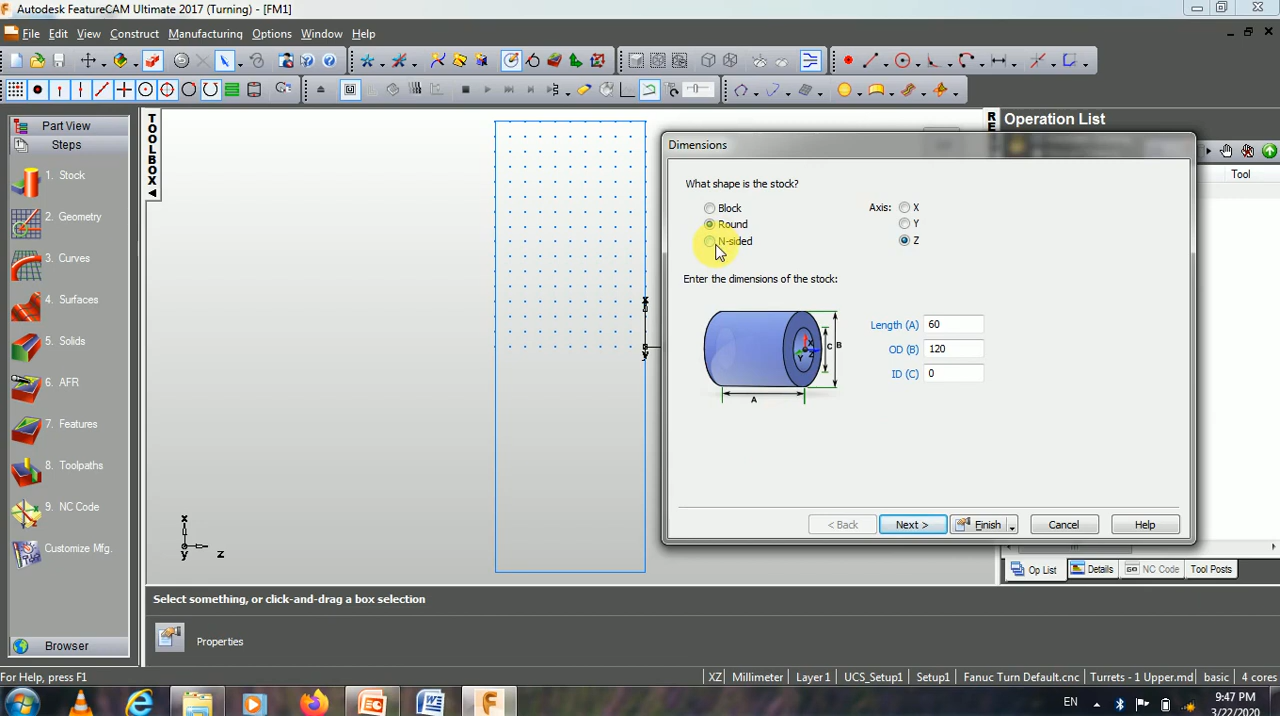 Autodesk FeatureCAM Ultimate 2017 (Turning) - [FM1]
File Edit View Construct Manufacturing Options Window Help
Part View
Steps
1. Stock
2. Geometry
3. Curves
4. Surfaces
5. Solids
6. AFR
7. Features
8. Toolpaths
9. NC Code
Customize Mfg.
Browser
TOOLBOX
x
y
x
y z
RE
Operation List
Tool
Dimensions
What shape is the stock?
Block
Round
N-sided
Axis: X
Y
Z
Enter the dimensions of the stock:
A
B
C
X
Y
Z
Length (A) 60
OD (B) 120
ID (C) 0
< Back Next > Finish Cancel Help
Op List Details NC Code Tool Posts
Select something, or click-and-drag a box selection
Properties
For Help, press F1
XZ Millimeter Layer1 UCS_Setup1 Setup1 Fanuc Turn Default.cnc Turrets - 1 Upper.md basic 4 cores
EN
9:47 PM
3/22/2020